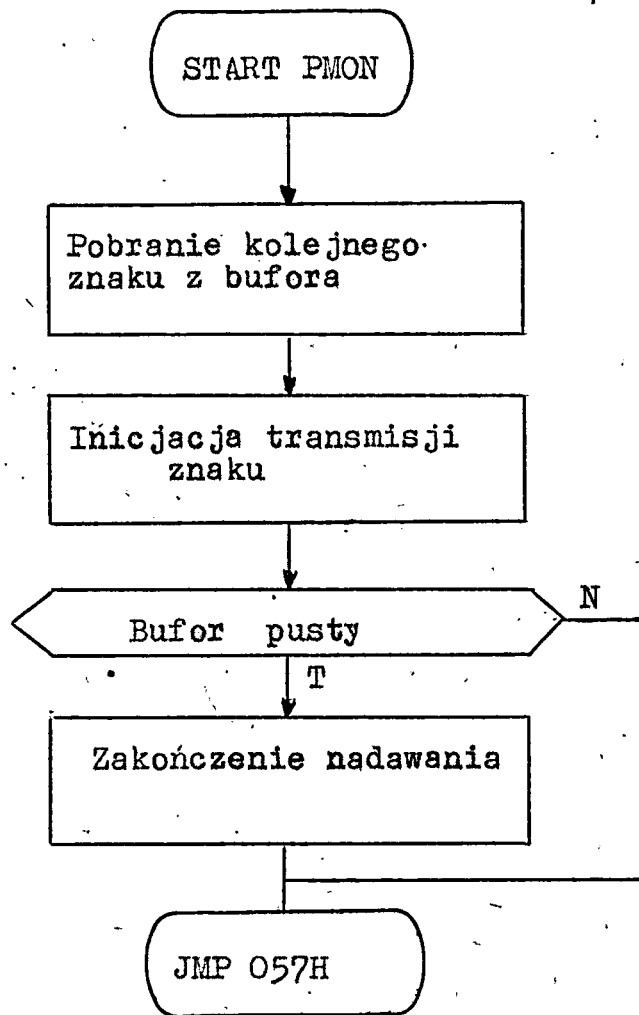 START PMON
Pobranie kolejnego
znaku z bufora
Inicjacja transmisji
znaku
Bufor pusty
N
T
Zakończenie nadawania
JMP 057H